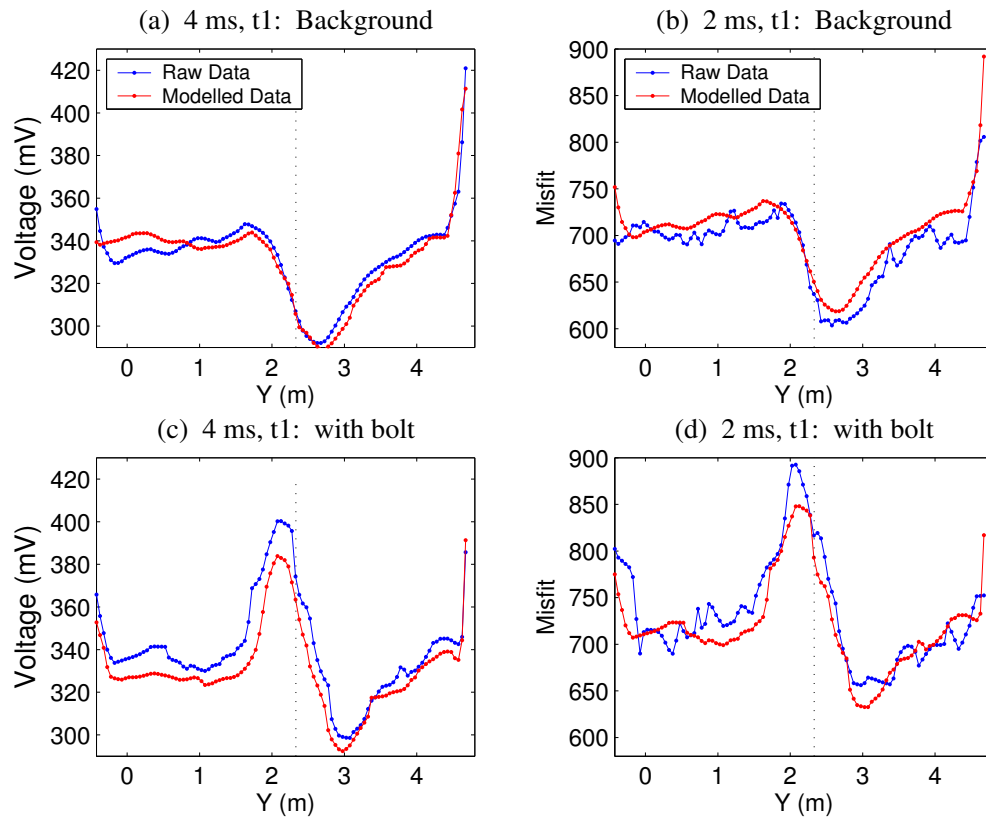 (a) 4 ms, t1: Background
Voltage (mV)
420
400
380
360
340
320
300
Raw Data
Modelled Data
0 1 2 3 4
Y (m)
(b) 2 ms, t1: Background
Misfit
900
850
800
750
700
650
600
Raw Data
Modelled Data
0 1 2 3 4
Y (m)
(c) 4 ms, t1: with bolt
Voltage (mV)
420
400
380
360
340
320
300
0 1 2 3 4
Y (m)
(d) 2 ms, t1: with bolt
Misfit
900
850
800
750
700
650
600
0 1 2 3 4
Y (m)